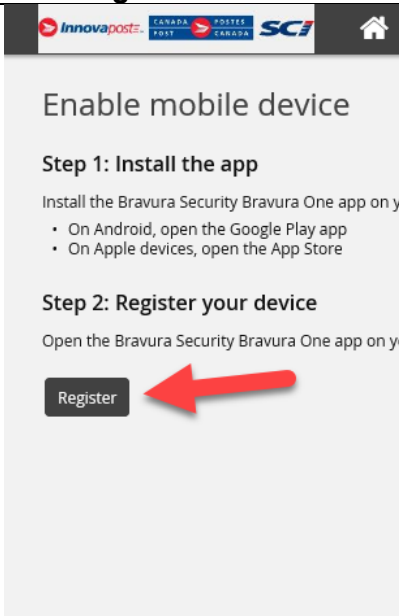 Innovapost.
CANADA POST
POSTES CANADA
SCI
Enable mobile device
Step 1: Install the app
Install the Bravura Security Bravura One app on
• On Android, open the Google Play app
• On Apple devices, open the App Store
Step 2: Register your device
Open the Bravura Security Bravura One app on
Register